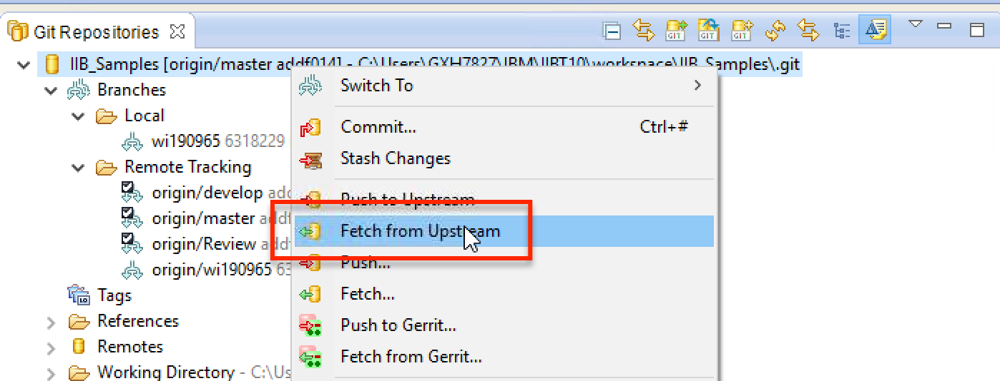 Git Repositories
IIB_Samples [origin/master addf014] - C:\Users\GXH7827\IBM\IIBT10\workspace\IIB_Samples\.git
Branches
Local
wi190965 6318229
Remote Tracking
origin/develop add
origin/master addf
origin/Review add
origin/wi190965 63
Tags
References
Remotes
Working Directory - C:\Us
Switch To
Commit... Ctrl+#
Stash Changes
Push to Upstream
Fetch from Upstream
Push...
Fetch...
Push to Gerrit...
Fetch from Gerrit...